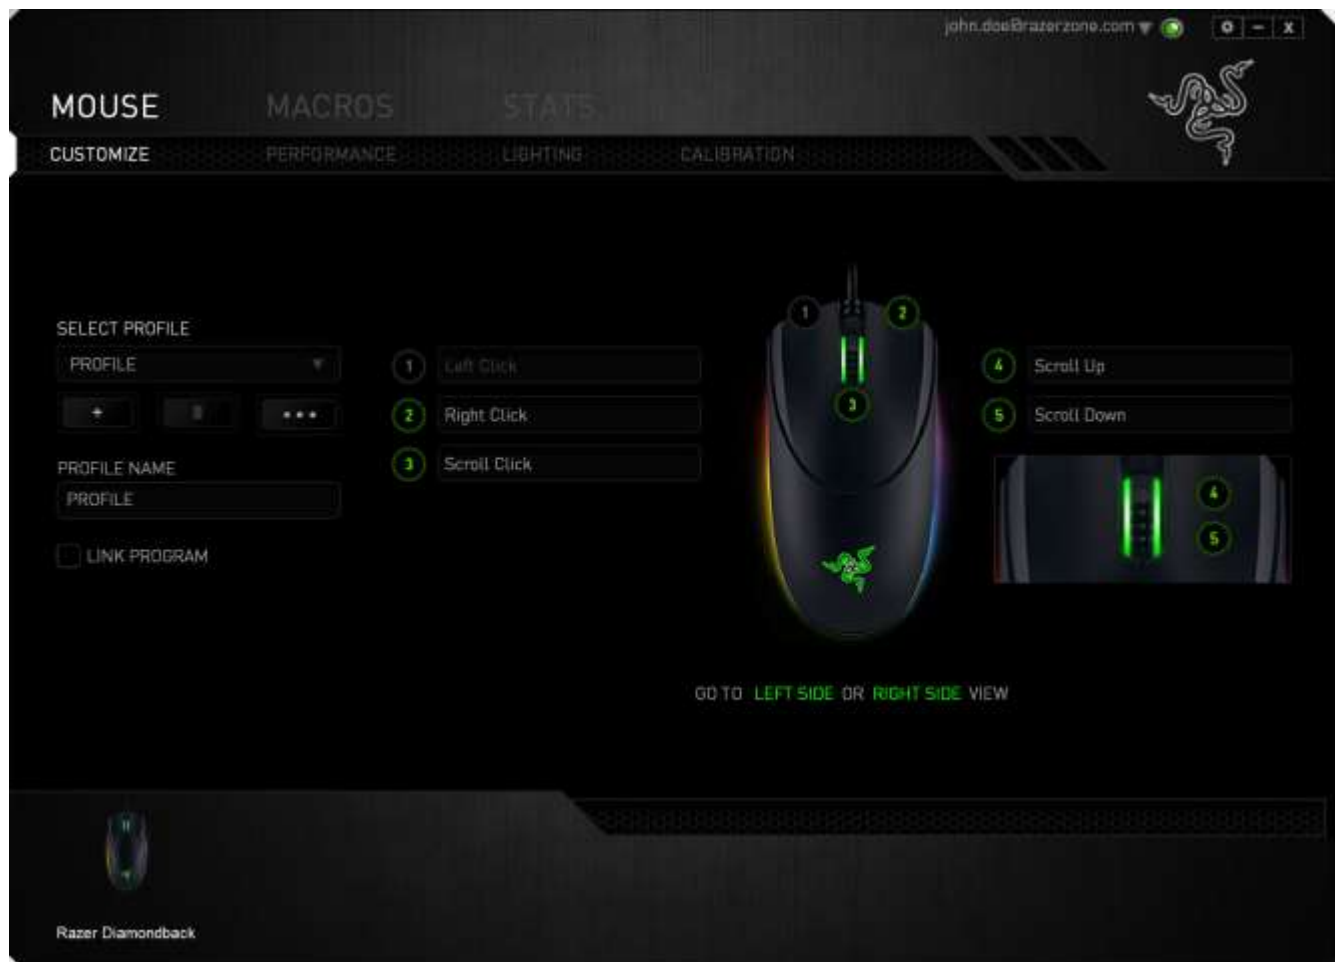 john.doe@razerzone.com
MOUSE MACROS STATS
CUSTOMIZE PERFORMANCE LIGHTING CALIBRATION
SELECT PROFILE
PROFILE
PROFILE NAME
PROFILE
LINK PROGRAM
1 Left Click
2 Right Click
3 Scroll Click
1 2
3
4 Scroll Up
5 Scroll Down
4
5
GO TO LEFT SIDE OR RIGHT SIDE VIEW
Razer Diamondback